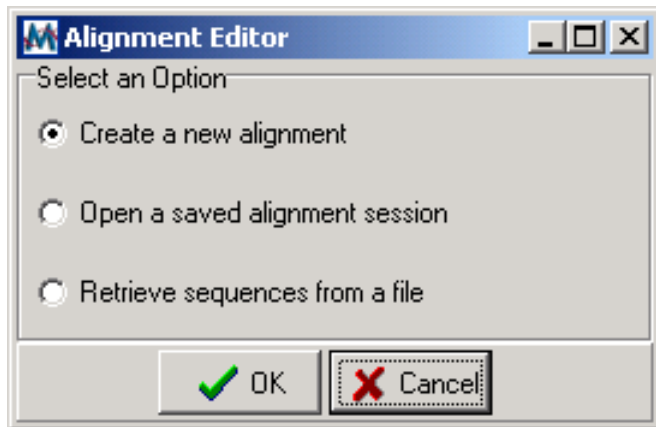 Alignment Editor
Select an Option
Create a new alignment
Open a saved alignment session
Retrieve sequences from a file
OK Cancel